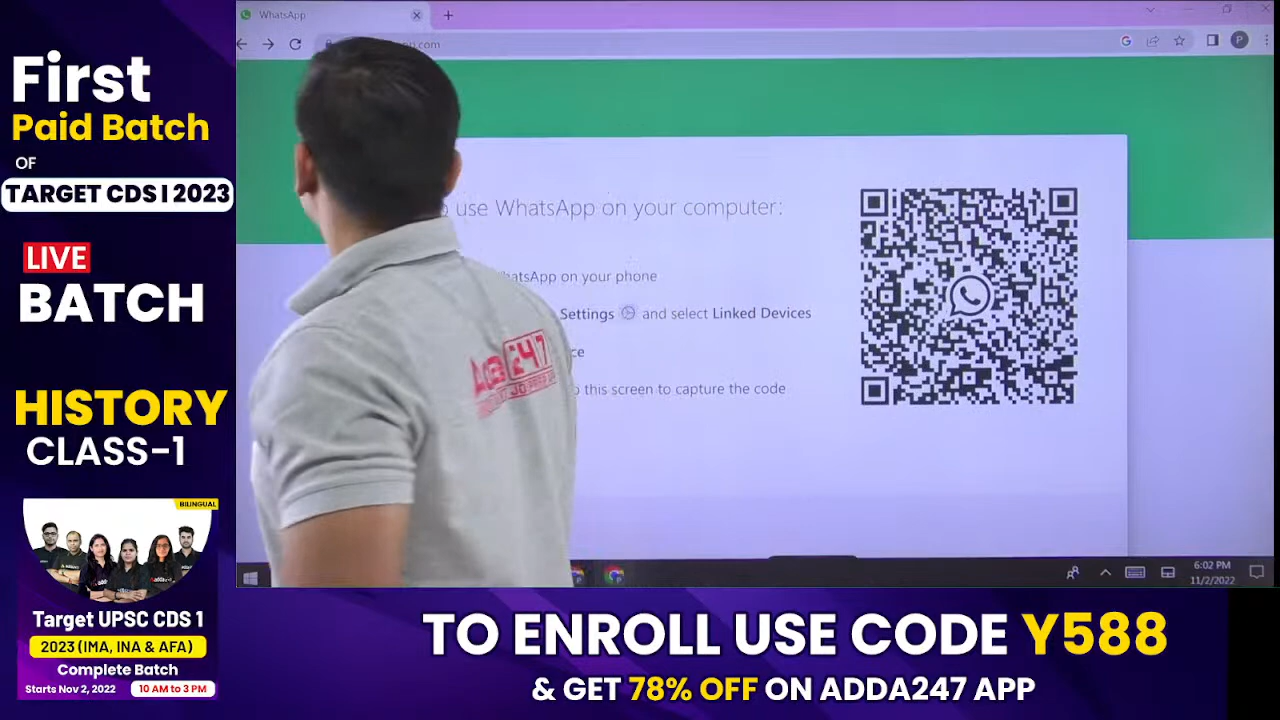 First
Paid Batch
OF
TARGET CDS I 2023
LIVE
BATCH
HISTORY
CLASS-1
BILINGUAL
Target UPSC CDS 1
2023 (IMA, INA & AFA)
Complete Batch
Starts Nov 2, 2022
10 AM to 3 PM
WhatsApp
use WhatsApp on your computer:
WhatsApp on your phone
Settings and select Linked Devices
this screen to capture the code
247
P
6:02 PM
11/2/2022
TO ENROLL USE CODE Y588
& GET 78% OFF ON ADDA247 APP